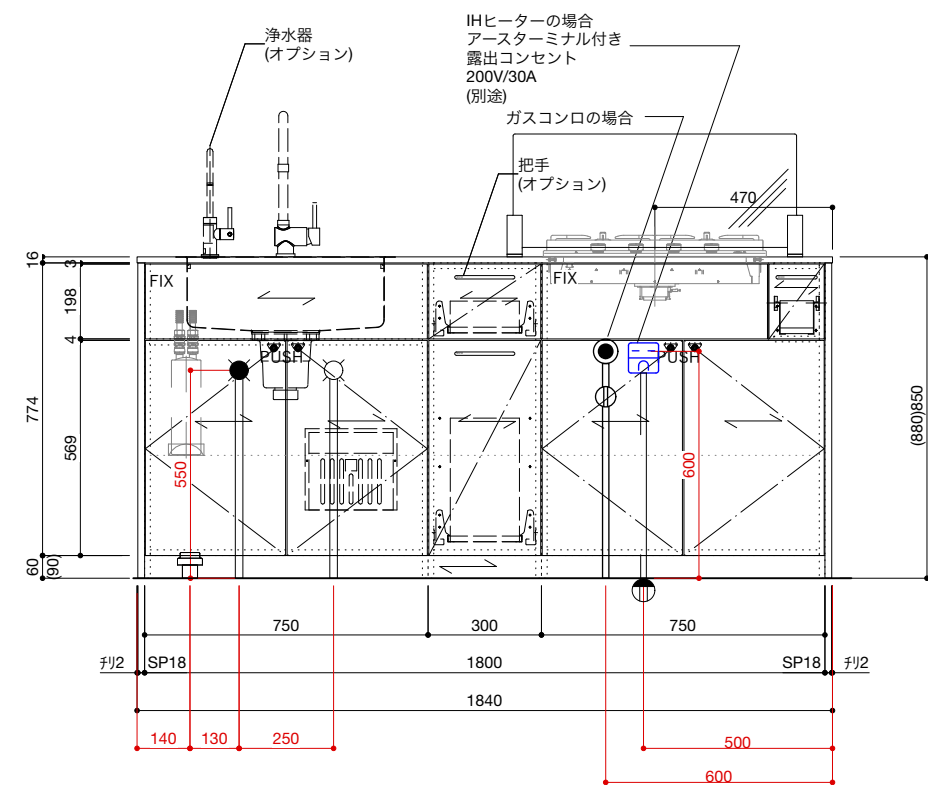 IHヒーターの場合
アースターミナル付き
露出コンセント
200V/30A
(別途)
浄水器
(オプション)
ガスコンロの場合
把手
(オプション)
470
16
3
FIX
FIX
198
4
PUSH
PUSH
774
569
550
600
(880)850
60
(90)
750
300
750
チリ2
SP18
1800
SP18
チリ2
1840
140
130
250
500
600